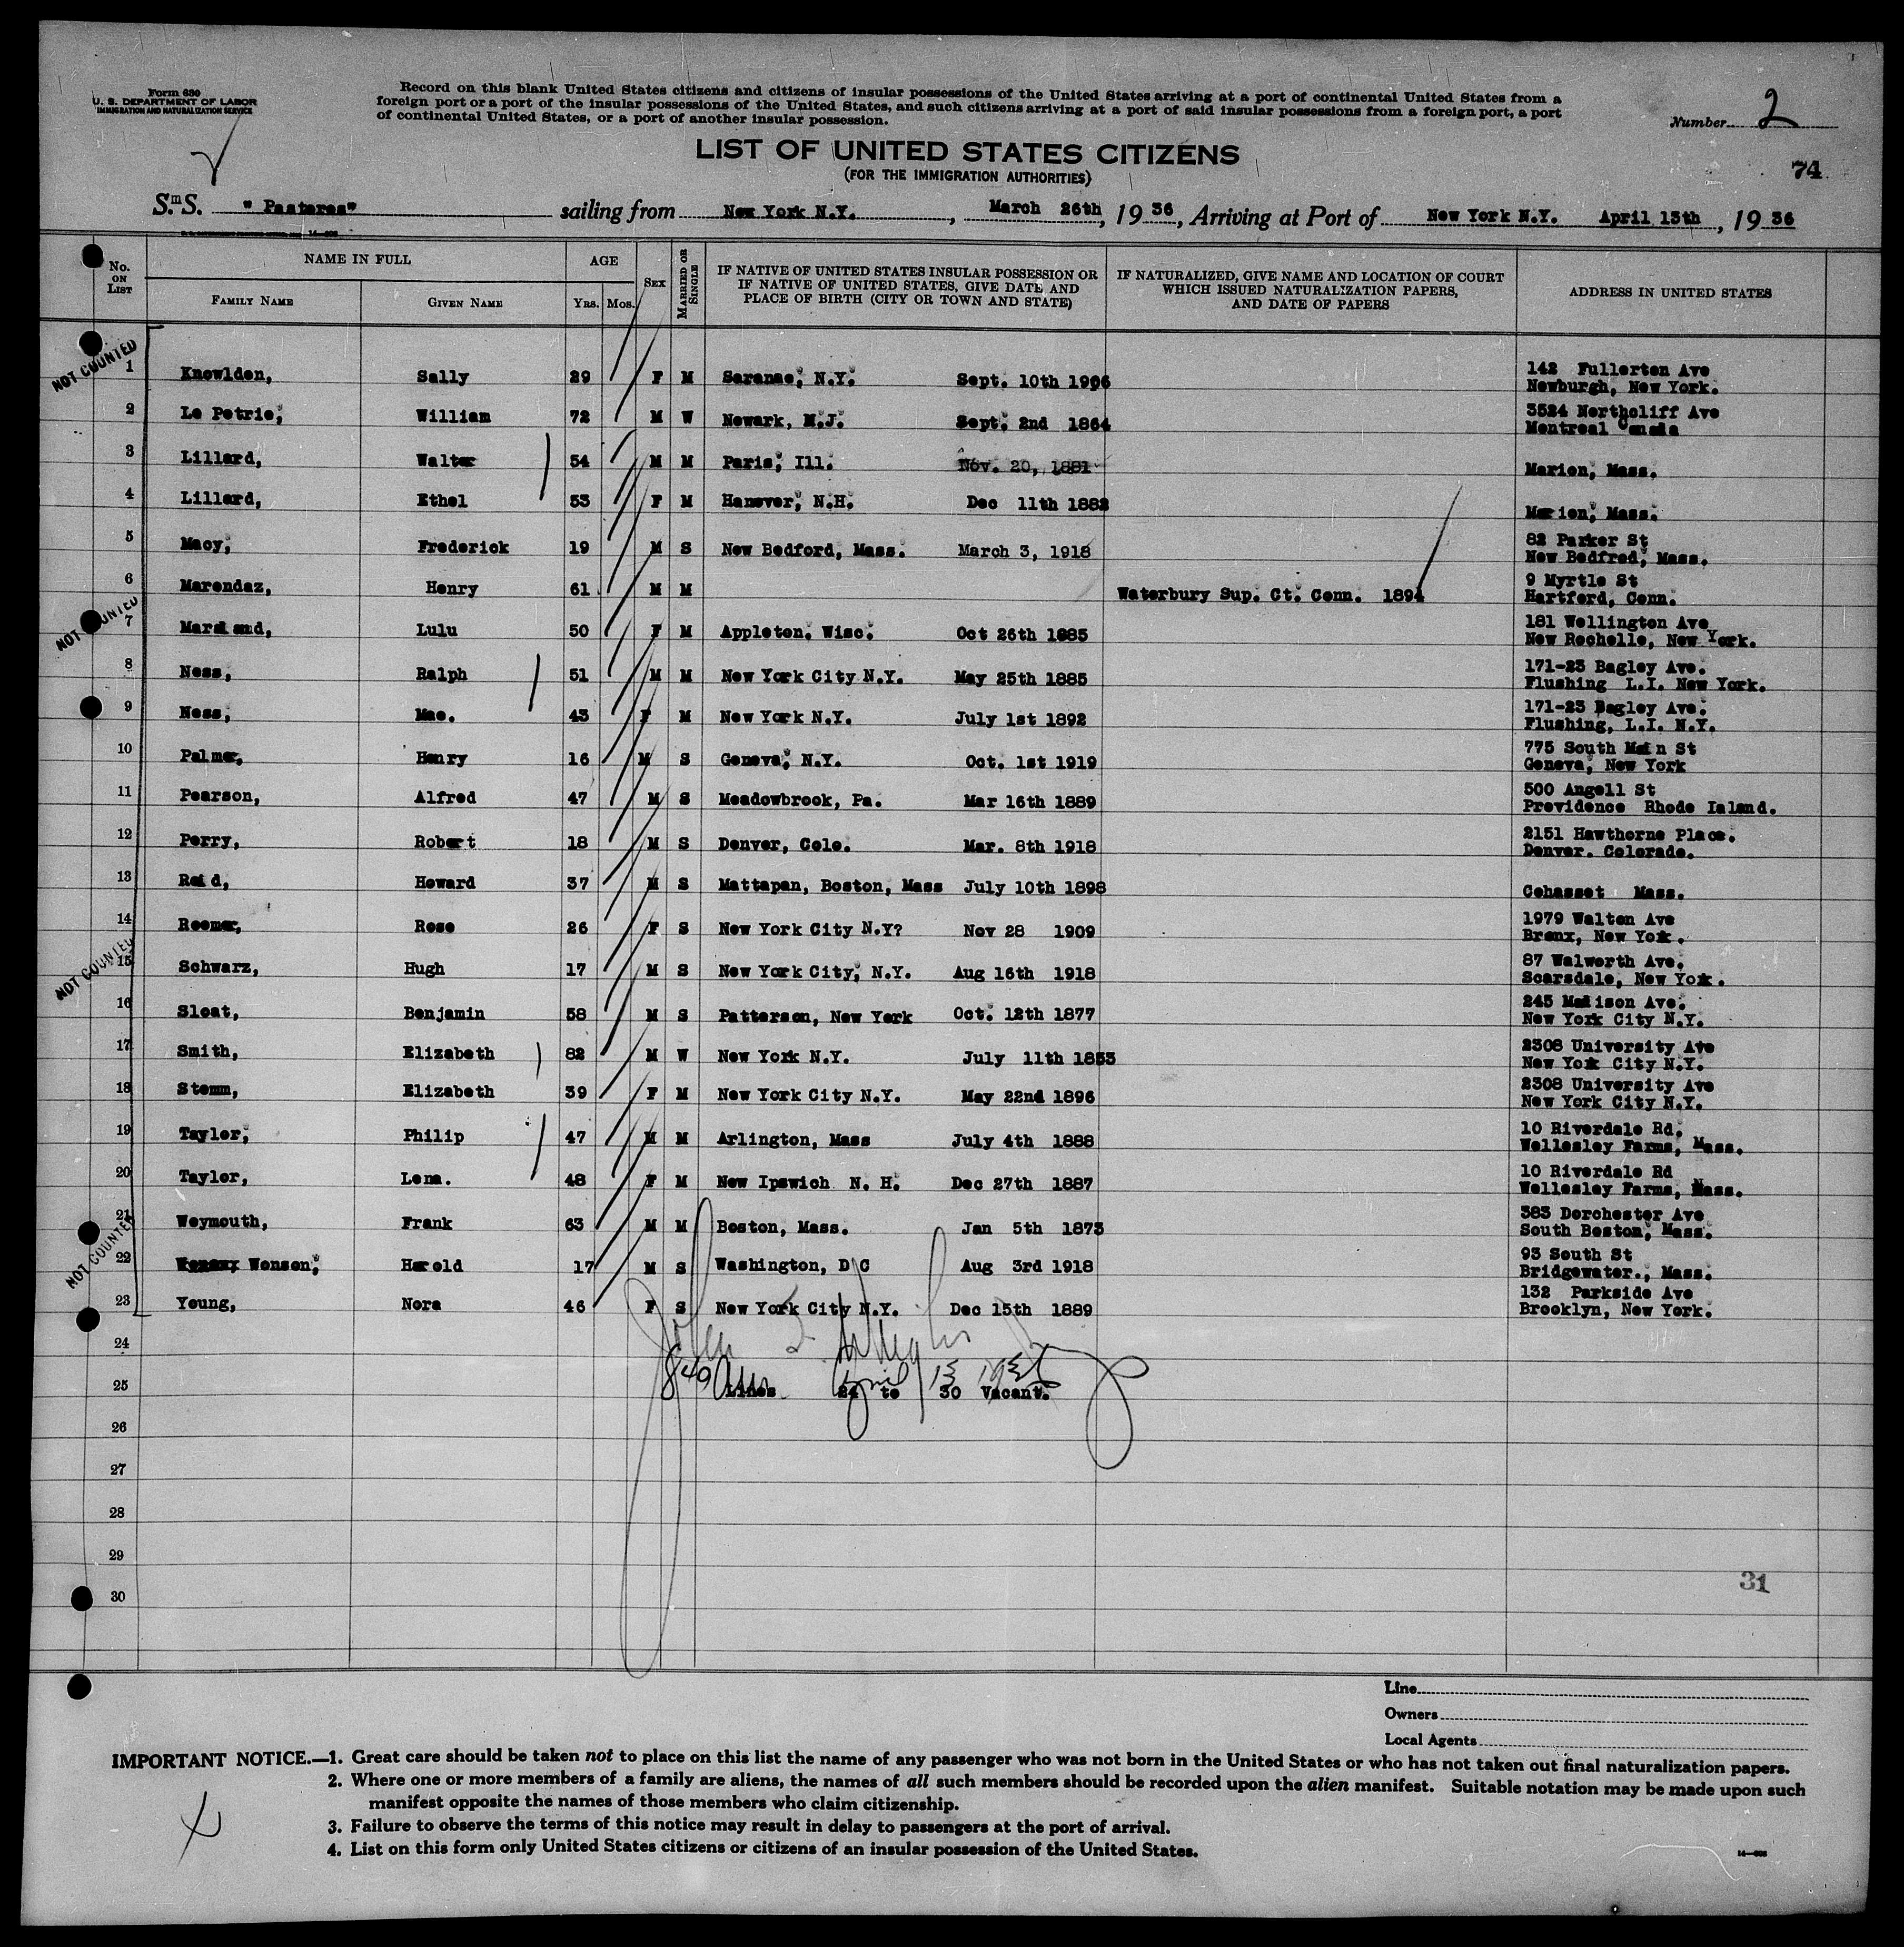 Form 630
U. S. DEPARTMENT OF LABOR
IMMIGRATION AND NATURALIZATION SERVICE
Record on this blank United States citizens and citizens of insular possessions of the United States arriving at a port of continental United States from a
foreign port or a port of the insular possessions of the United States, and such citizens arriving at a port of said insular possessions from a foreign port, a port
of continental United States, or a port of another insular possession.
Number 2
LIST OF UNITED STATES CITIZENS
(FOR THE IMMIGRATION AUTHORITIES)
74
SmS. " Pastores" sailing from New York N.Y. , March 26th, 19 36, Arriving at Port of New York N.Y. April 13th , 19 36
No. ON LIST
NAME IN FULL
FAMILY NAME
GIVEN NAME
AGE
YRS. MOS.
SEX
MARRIED OR SINGLE
IF NATIVE OF UNITED STATES INSULAR POSSESSION OR
IF NATIVE OF UNITED STATES, GIVE DATE AND
PLACE OF BIRTH (CITY OR TOWN AND STATE)
IF NATURALIZED, GIVE NAME AND LOCATION OF COURT
WHICH ISSUED NATURALIZATION PAPERS,
AND DATE OF PAPERS
ADDRESS IN UNITED STATES
NOT COUNTED
1 Knowlden, Sally 29 F M Saranac, N.Y. Sept. 10th 1906 142 Fullerton Ave
Newburgh, New York.
2 Le Petrie, William 72 M W Newark, N.J. Sept. 2nd 1864 3524 Northcliff Ave
Montreal Canada
3 Lillard, Walter 54 M M Paris, Ill. Nov. 20, 1881 Marion, Mass.
4 Lillard, Ethel 53 F M Hanover, N.H. Dec 11th 1882 Marion, Mass.
5 Macy, Frederick 19 M S New Bedford, Mass. March 3, 1918 82 Parker St
New Bedfred, Mass.
6 Marendaz, Henry 61 M M Waterbury Sup. Ct. Conn. 1894 9 Myrtle St
Hartford, Conn.
NOT COUNTED
7 Lulu 50 F M Appleton, Wisc. Oct 26th 1885 181 Wellington Ave
New Rochelle, New York.
8 Ness, Ralph 51 M M New York City N.Y. May 25th 1885 171-23 Bagley Ave.
Flushing L.I. New York.
9 Ness, Mae. 43 F M New York N.Y. July 1st 1892 171-23 Bagley Ave.
Flushing, L.I. N.Y.
10 Palmer, Henry 16 M S Geneva, N.Y. Oct. 1st 1919 775 South Main St
Geneva, New York
11 Pearson, Alfred 47 M S Meadowbrook, Pa. Mar 16th 1889 500 Angell St
Providence Rhode Island.
12 Perry, Robert 18 M S Denver, Colo. Mar. 8th 1918 2151 Hawthorne Place.
Denver. Colorado.
13 Reid, Howard 37 M S Mattapan, Boston, Mass July 10th 1898 Cohasset Mass.
14 Roemer, Rose 26 F S New York City N.Y? Nov 28 1909 1979 Walton Ave
Bronx, New York.
NOT COUNTED
15 Schwarz, Hugh 17 M S New York City, N.Y. Aug 16th 1918 87 Walworth Ave.
Scarsdale, New York.
16 Sloat, Benjamin 58 M S Patterson, New York Oct. 12th 1877 245 Madison Ave.
New York City N.Y.
17 Smith, Elizabeth 82 M W New York N.Y. July 11th 1853 2308 University Ave
New York City N.Y.
18 Stemm, Elizabeth 39 F M New York City N.Y. May 22nd 1896 2308 University Ave
New York City N.Y.
19 Taylor, Philip 47 M M Arlington, Mass July 4th 1888 10 Riverdale Rd.
Wellesley Farms, Mass.
20 Taylor, Lena. 48 F M New Ipswich N. H. Dec 27th 1887 10 Riverdale Rd
Wellesley Farms, Mass.
21 Weymouth, Frank 63 M M Boston, Mass. Jan 5th 1873 383 Dorchester Ave
South Boston, Mass.
NOT COUNTED
22 Wonson, Harold 17 M S Washington, D C Aug 3rd 1918 93 South St
Bridgewater., Mass.
23 Young, Nora 46 F S New York City N.Y. Dec 15th 1889 132 Parkside Ave
Brooklyn, New York.
24
849 April 13 1936
25 Lines 24 to 30 Vacant.
26
27
28
29
31
30
Line
Owners
Local Agents
IMPORTANT NOTICE.—1. Great care should be taken not to place on this list the name of any passenger who was not born in the United States or who has not taken out final naturalization papers.
2. Where one or more members of a family are aliens, the names of all such members should be recorded upon the alien manifest. Suitable notation may be made upon such
manifest opposite the names of those members who claim citizenship.
3. Failure to observe the terms of this notice may result in delay to passengers at the port of arrival.
4. List on this form only United States citizens or citizens of an insular possession of the United States.